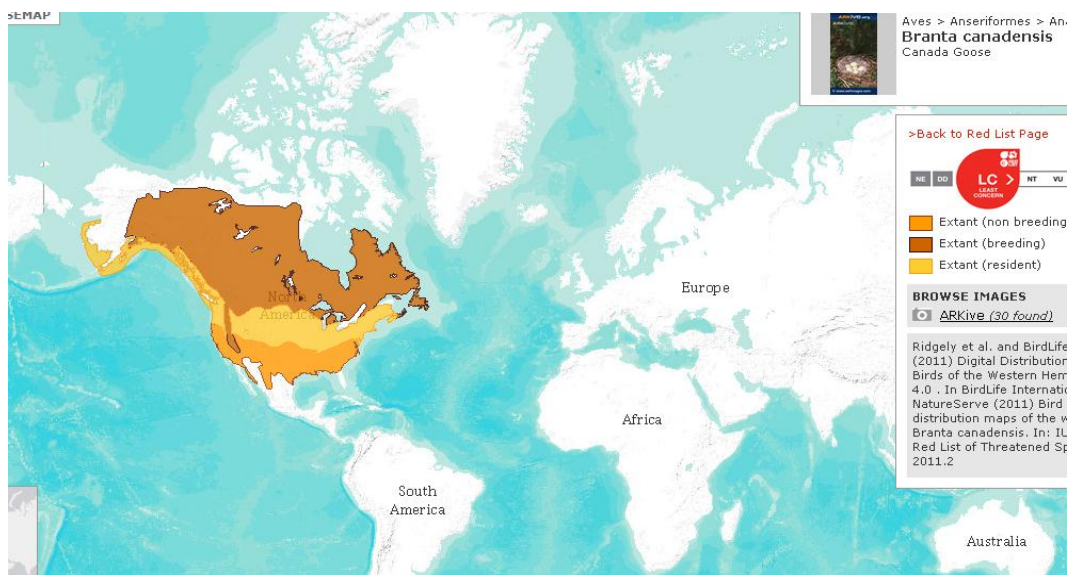 SEMAP
Aves > Anseriformes > An
Branta canadensis
Canada Goose
>Back to Red List Page
NE DD LC > NT VU
LEAST
CONCERN
Extant (non breeding
Extant (breeding)
Extant (resident)
BROWSE IMAGES
ARKive (30 found)
Ridgely et al. and BirdLife
(2011) Digital Distribution
Birds of the Western Hem
4.0 . In BirdLife Internatio
NatureServe (2011) Bird
distribution maps of the w
Branta canadensis. In: IU
Red List of Threatened Sp
2011.2
North
America
Europe
Africa
South
America
Australia